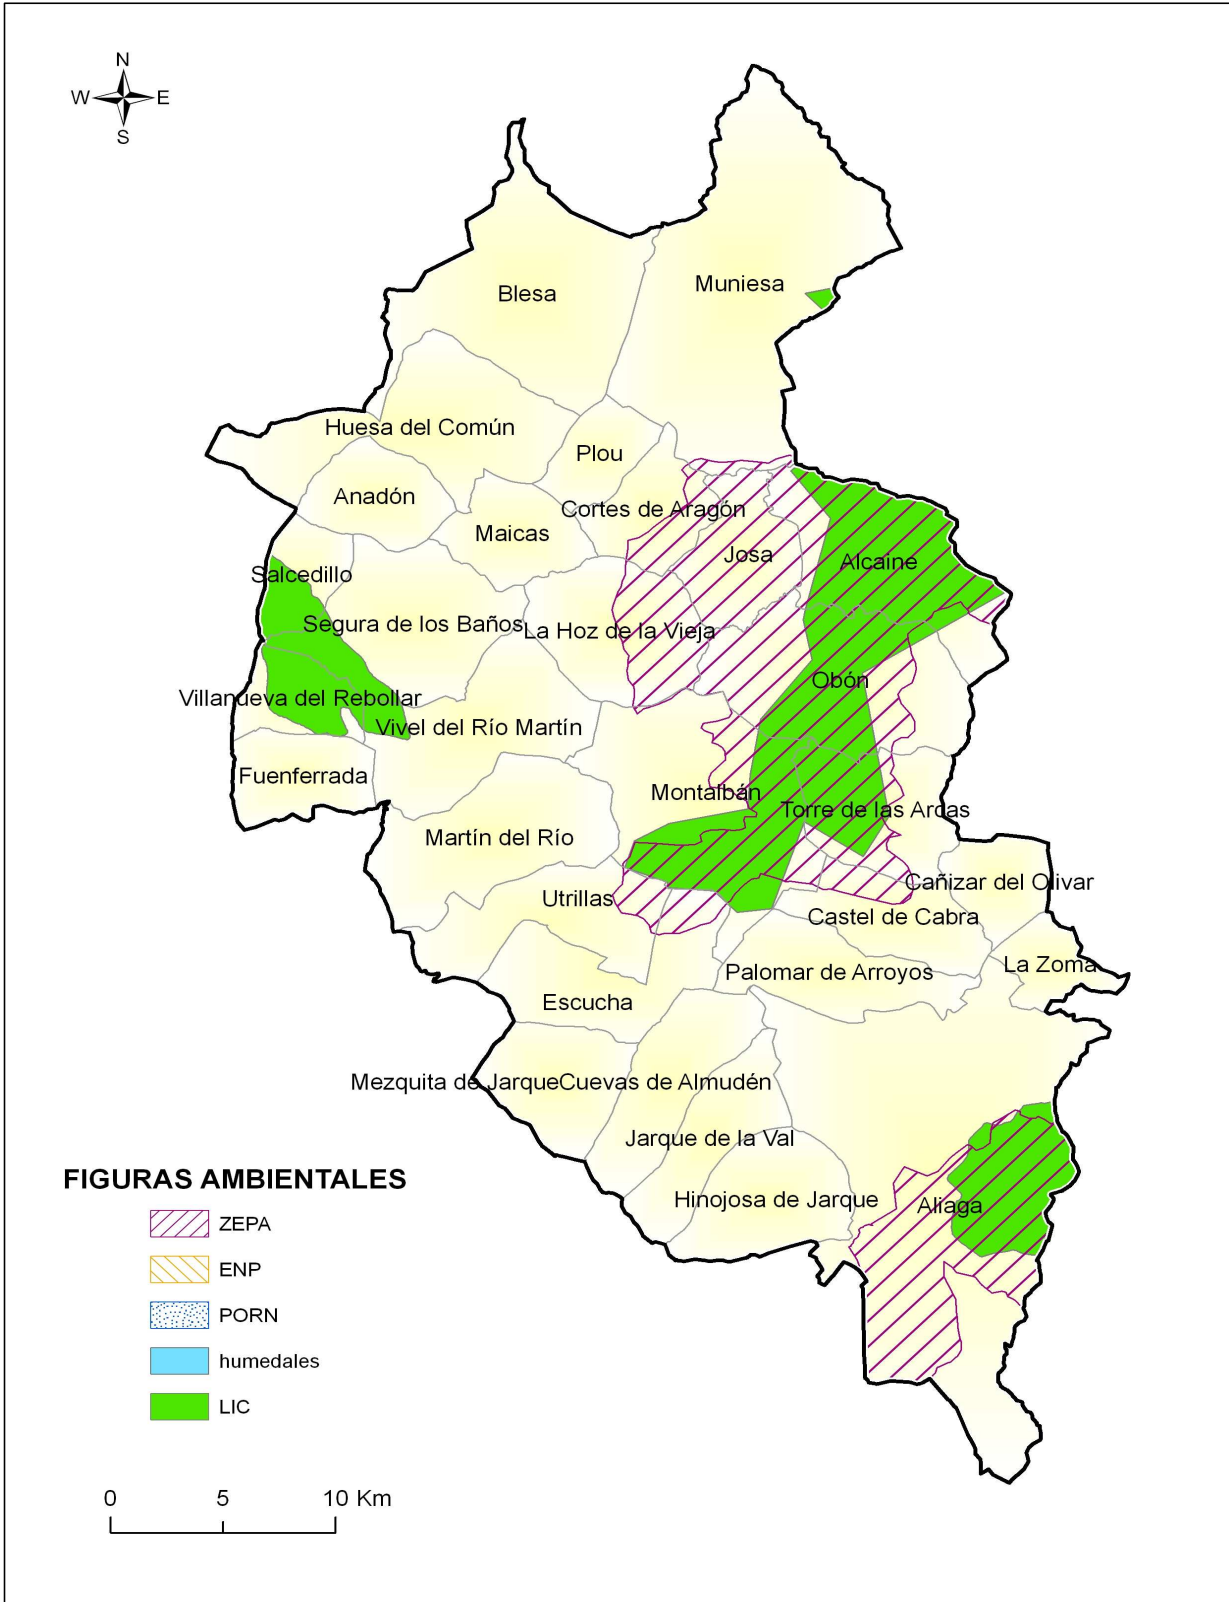 N
W E
S
Muniesa
Blesa
Huesa del Común
Plou
Anadón
Cortes de Aragón
Maicas
Josa
Alcaine
Salcedillo
Segura de los Baños
La Hoz de la Vieja
Obón
Villanueva del Rebollar
Vivel del Río Martín
Fuenferrada
Montalbán
Torre de las Arcas
Martín del Río
Cañizar del Olivar
Utrillas
Castel de Cabra
La Zoma
Palomar de Arroyos
Escucha
Mezquita de Jarque
Cuevas de Almudén
Jarque de la Val
Hinojosa de Jarque
Aliaga
FIGURAS AMBIENTALES
ZEPA
ENP
PORN
humedales
LIC
0 5 10 Km